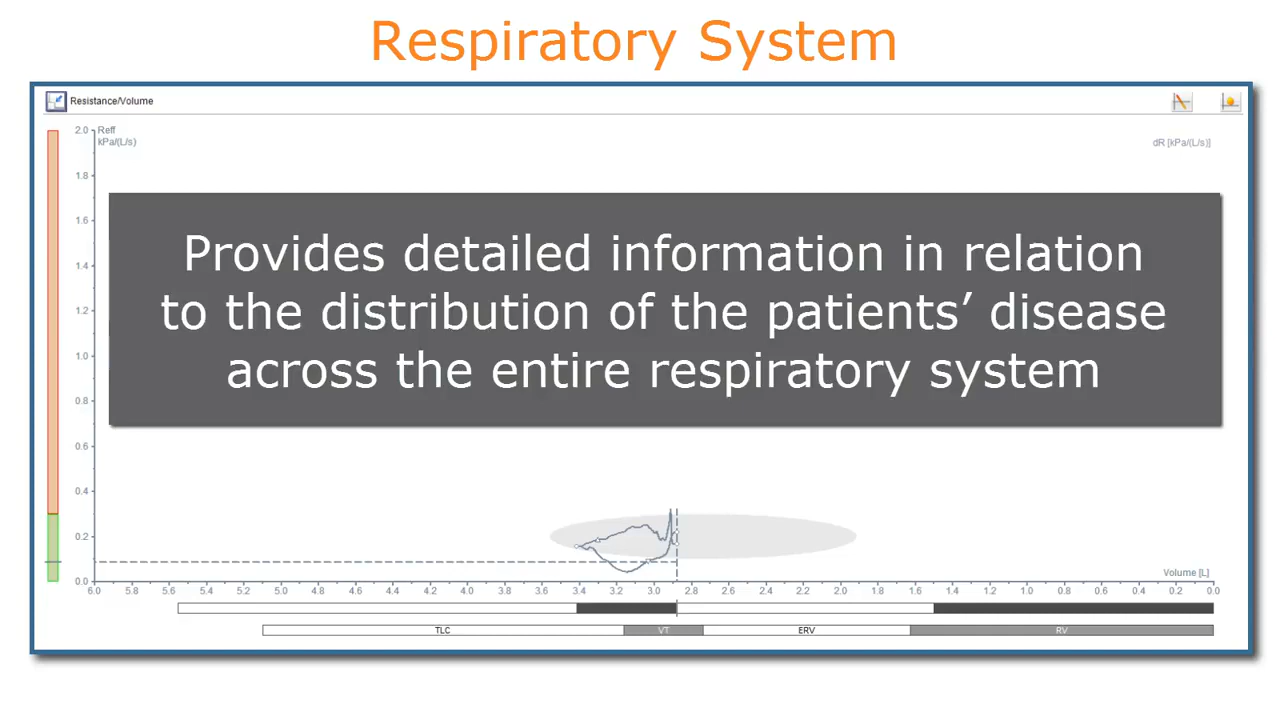 Respiratory System
Resistance/Volume
2.0 Reff
kPa/(L/s)
dR [kPa/(L/s)]
1.8
1.6
Provides detailed information in relation
1.4
to the distribution of the patients’ disease
1.2
across the entire respiratory system
1.0
0.8
0.6
0.4
0.2
0.0
Volume [L]
6.0 5.8 5.6 5.4 5.2 5.0 4.8 4.6 4.4 4.2 4.0 3.8 3.6 3.4 3.2 3.0 2.8 2.6 2.4 2.2 2.0 1.8 1.6 1.4 1.2 1.0 0.8 0.6 0.4 0.2 0.0
TLC VT ERV RV